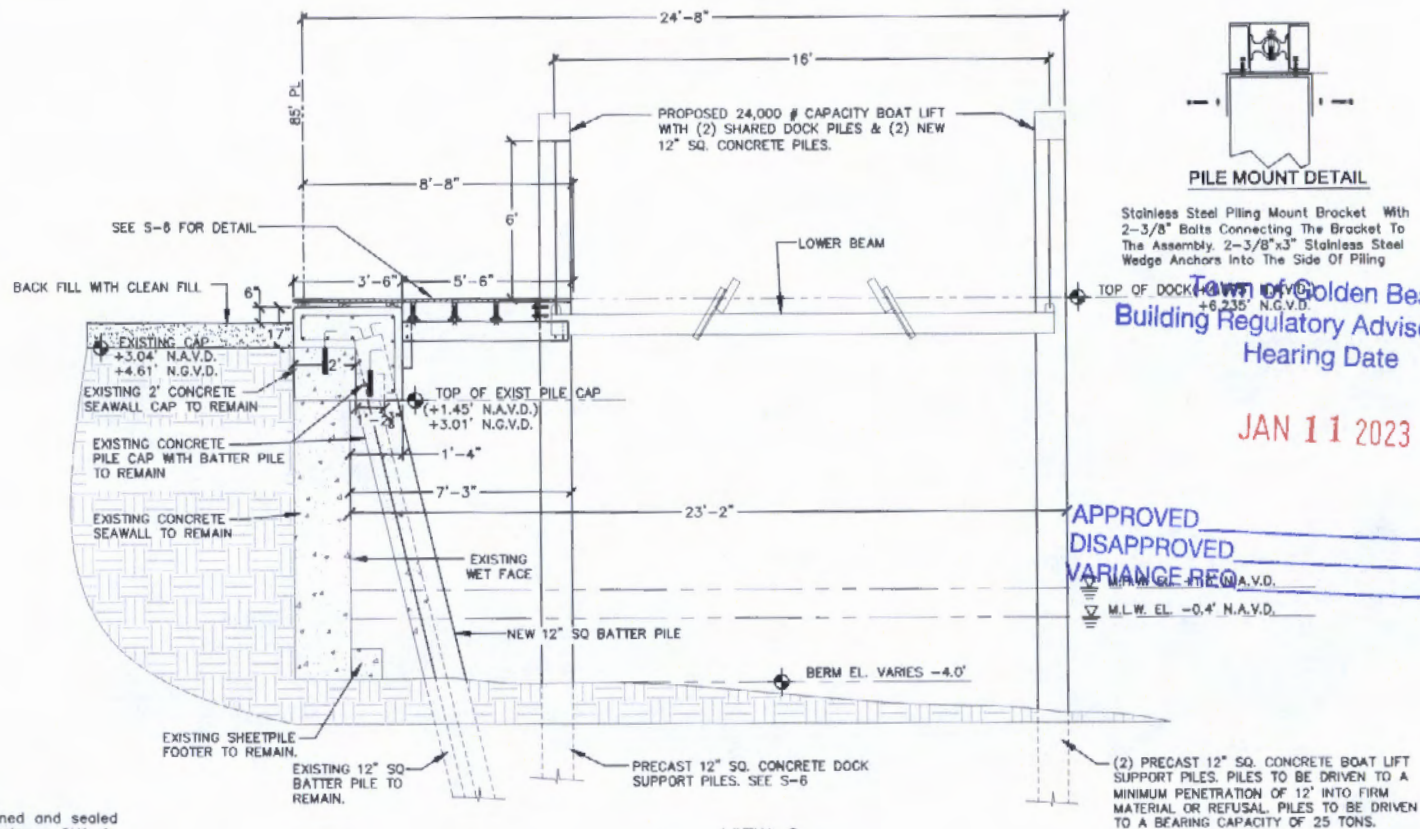 24'-8"
16'
85' PL
PROPOSED 24,000 # CAPACITY BOAT LIFT
WITH (2) SHARED DOCK PILES & (2) NEW
12" SQ. CONCRETE PILES.
PILE MOUNT DETAIL
Stainless Steel Piling Mount Bracket With
2-3/8" Bolts Connecting The Bracket To
The Assembly. 2-3/8"x3" Stainless Steel
Wedge Anchors Into The Side Of Piling
8'-8"
6'
SEE S-6 FOR DETAIL
LOWER BEAM
3'-6"
5'-6"
BACK FILL WITH CLEAN FILL
6"
17"
TOP OF DOCK
N.A.V.D.)
+6.235' N.G.V.D.
Town of Golden Bea
Building Regulatory Adviso
Hearing Date
JAN 11 2023
EXISTING CAP
+3.04' N.A.V.D.
+4.61' N.G.V.D.
2'
EXISTING 2' CONCRETE
SEAWALL CAP TO REMAIN
TOP OF EXIST PILE CAP
(+1.45' N.A.V.D.)
+3.01' N.G.V.D.
EXISTING CONCRETE
PILE CAP WITH BATTER PILE
TO REMAIN
1'-4"
7'-3"
23'-2"
EXISTING CONCRETE
SEAWALL TO REMAIN
EXISTING
WET FACE
APPROVED
DISAPPROVED
VARIANCE REQ
N.A.V.D.
M.L.W. EL. -0.4' N.A.V.D.
NEW 12" SQ BATTER PILE
BERM EL. VARIES -4.0'
EXISTING SHEETPILE
FOOTER TO REMAIN.
EXISTING 12" SQ
BATTER PILE TO
REMAIN.
PRECAST 12" SQ. CONCRETE DOCK
SUPPORT PILES. SEE S-6
(2) PRECAST 12" SQ. CONCRETE BOAT LIFT
SUPPORT PILES. PILES TO BE DRIVEN TO A
MINIMUM PENETRATION OF 12' INTO FIRM
MATERIAL OR REFUSAL. PILES TO BE DRIVEN
TO A BEARING CAPACITY OF 25 TONS.
ned and sealed